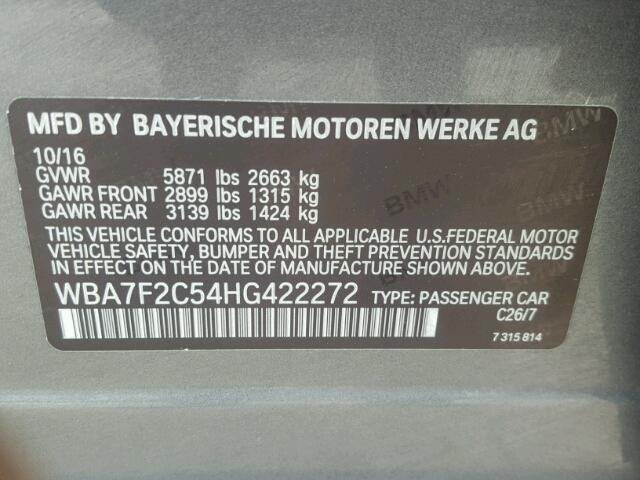 MFD BY BAYERISCHE MOTOREN WERKE AG
10/16
GVWR 5871 lbs 2663 kg
GAWR FRONT 2899 lbs 1315 kg
GAWR REAR 3139 lbs 1424 kg
THIS VEHICLE CONFORMS TO ALL APPLICABLE U.S.FEDERAL MOTOR
VEHICLE SAFETY, BUMPER AND THEFT PREVENTION STANDARDS
IN EFFECT ON THE DATE OF MANUFACTURE SHOWN ABOVE.
WBA7F2C54HG422272 TYPE: PASSENGER CAR
C26/7
7 315 814
BMW
BMW
BMW